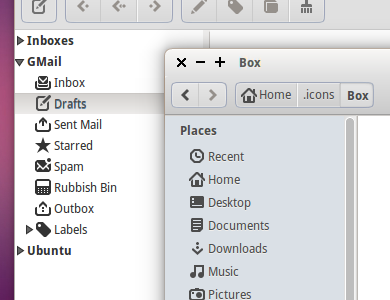 Inboxes
GMail
Inbox
Drafts
Sent Mail
Starred
Spam
Rubbish Bin
Outbox
Labels
Ubuntu
Box
Home
.icons
Box
Places
Recent
Home
Desktop
Documents
Downloads
Music
Pictures